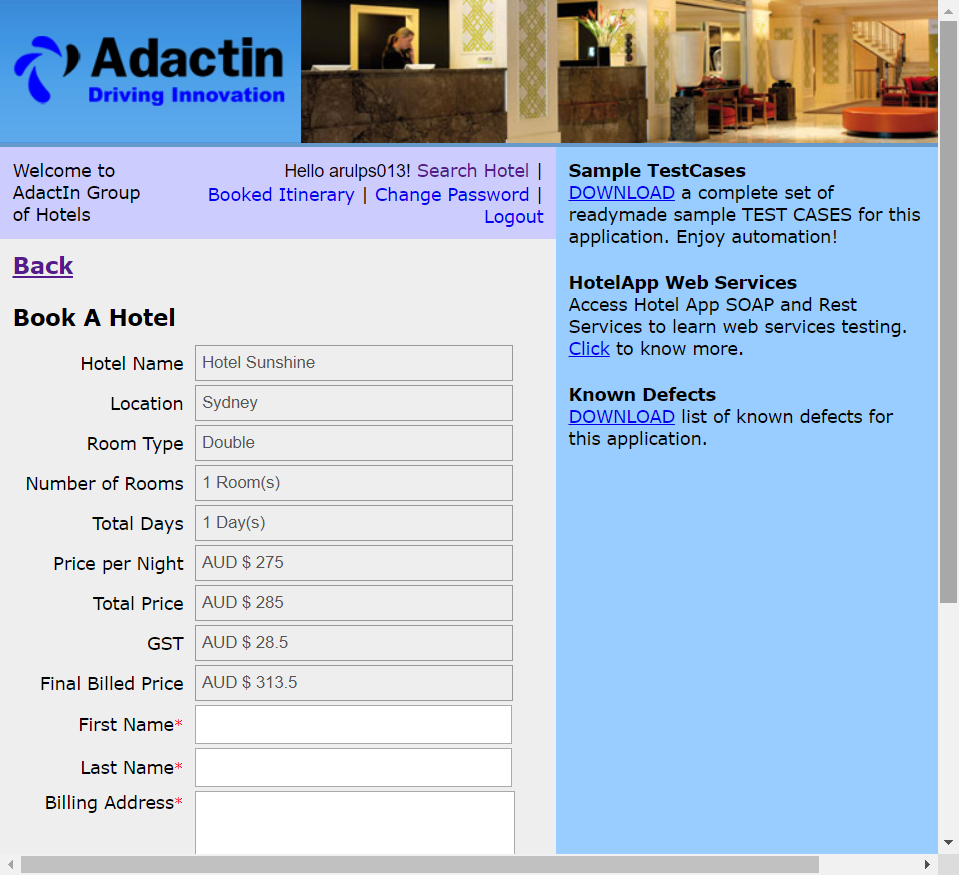 Adactin
Driving Innovation
Welcome to
AdactIn Group
of Hotels
Hello arulps013! Search Hotel |
Booked Itinerary | Change Password |
Logout
Back
Book A Hotel
Hotel Name Hotel Sunshine
Location Sydney
Room Type Double
Number of Rooms 1 Room(s)
Total Days 1 Day(s)
Price per Night AUD $ 275
Total Price AUD $ 285
GST AUD $ 28.5
Final Billed Price AUD $ 313.5
First Name*
Last Name*
Billing Address*
Sample TestCases
DOWNLOAD a complete set of
readymade sample TEST CASES for this
application. Enjoy automation!
HotelApp Web Services
Access Hotel App SOAP and Rest
Services to learn web services testing.
Click to know more.
Known Defects
DOWNLOAD list of known defects for
this application.